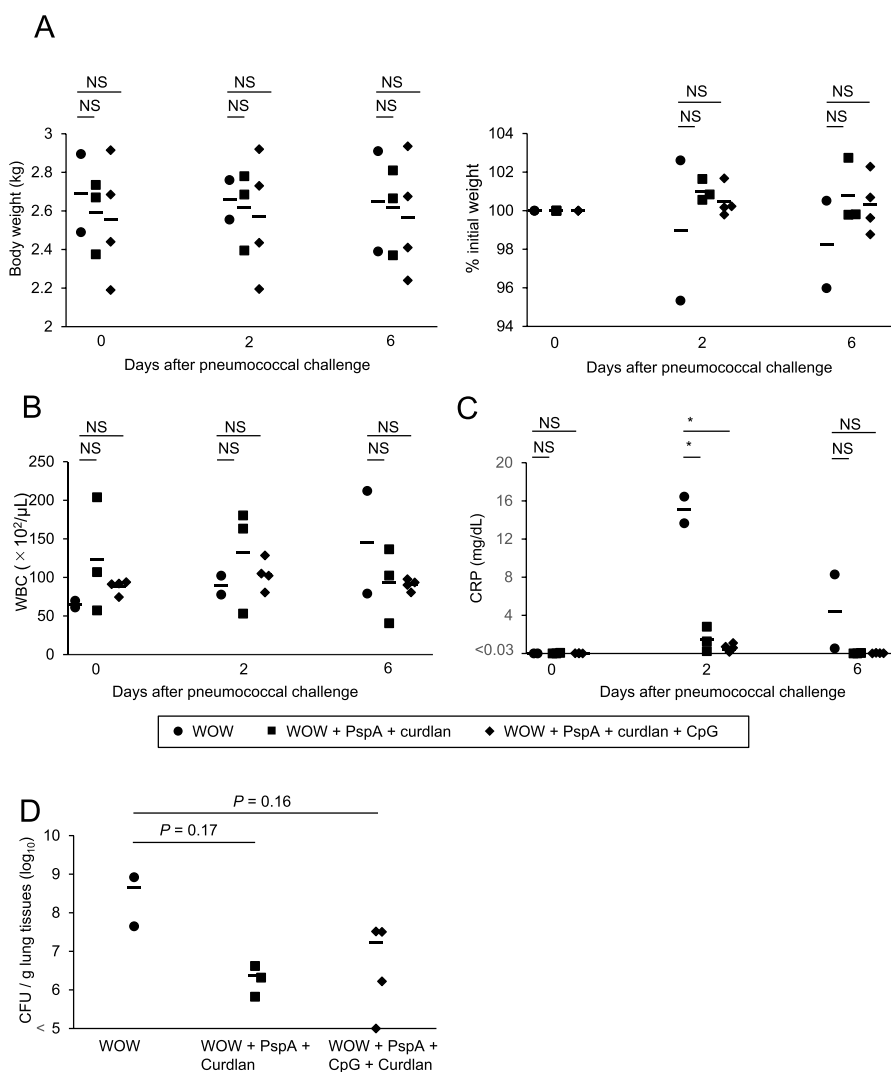 A
NS NS NS
NS NS NS
NS NS
NS NS
3
2.8
2.6
2.4
2.2
2
Body weight (kg)
0 2 6
Days after pneumococcal challenge
104
102
100
98
96
94
% initial weight
0 2 6
Days after pneumococcal challenge
B
NS NS NS
NS NS NS
250
200
150
100
50
0
WBC ( × 10²/μL)
0 2 6
Days after pneumococcal challenge
C
NS * NS
NS * NS
20
16
12
8
4
<0.03
CRP (mg/dL)
0 2 6
Days after pneumococcal challenge
WOW WOW + PspA + curdlan WOW + PspA + curdlan + CpG
D
P = 0.16
P = 0.17
10
9
8
7
6
< 5
CFU / g lung tissues (log₁₀)
WOW WOW + PspA + WOW + PspA +
Curdlan CpG + Curdlan